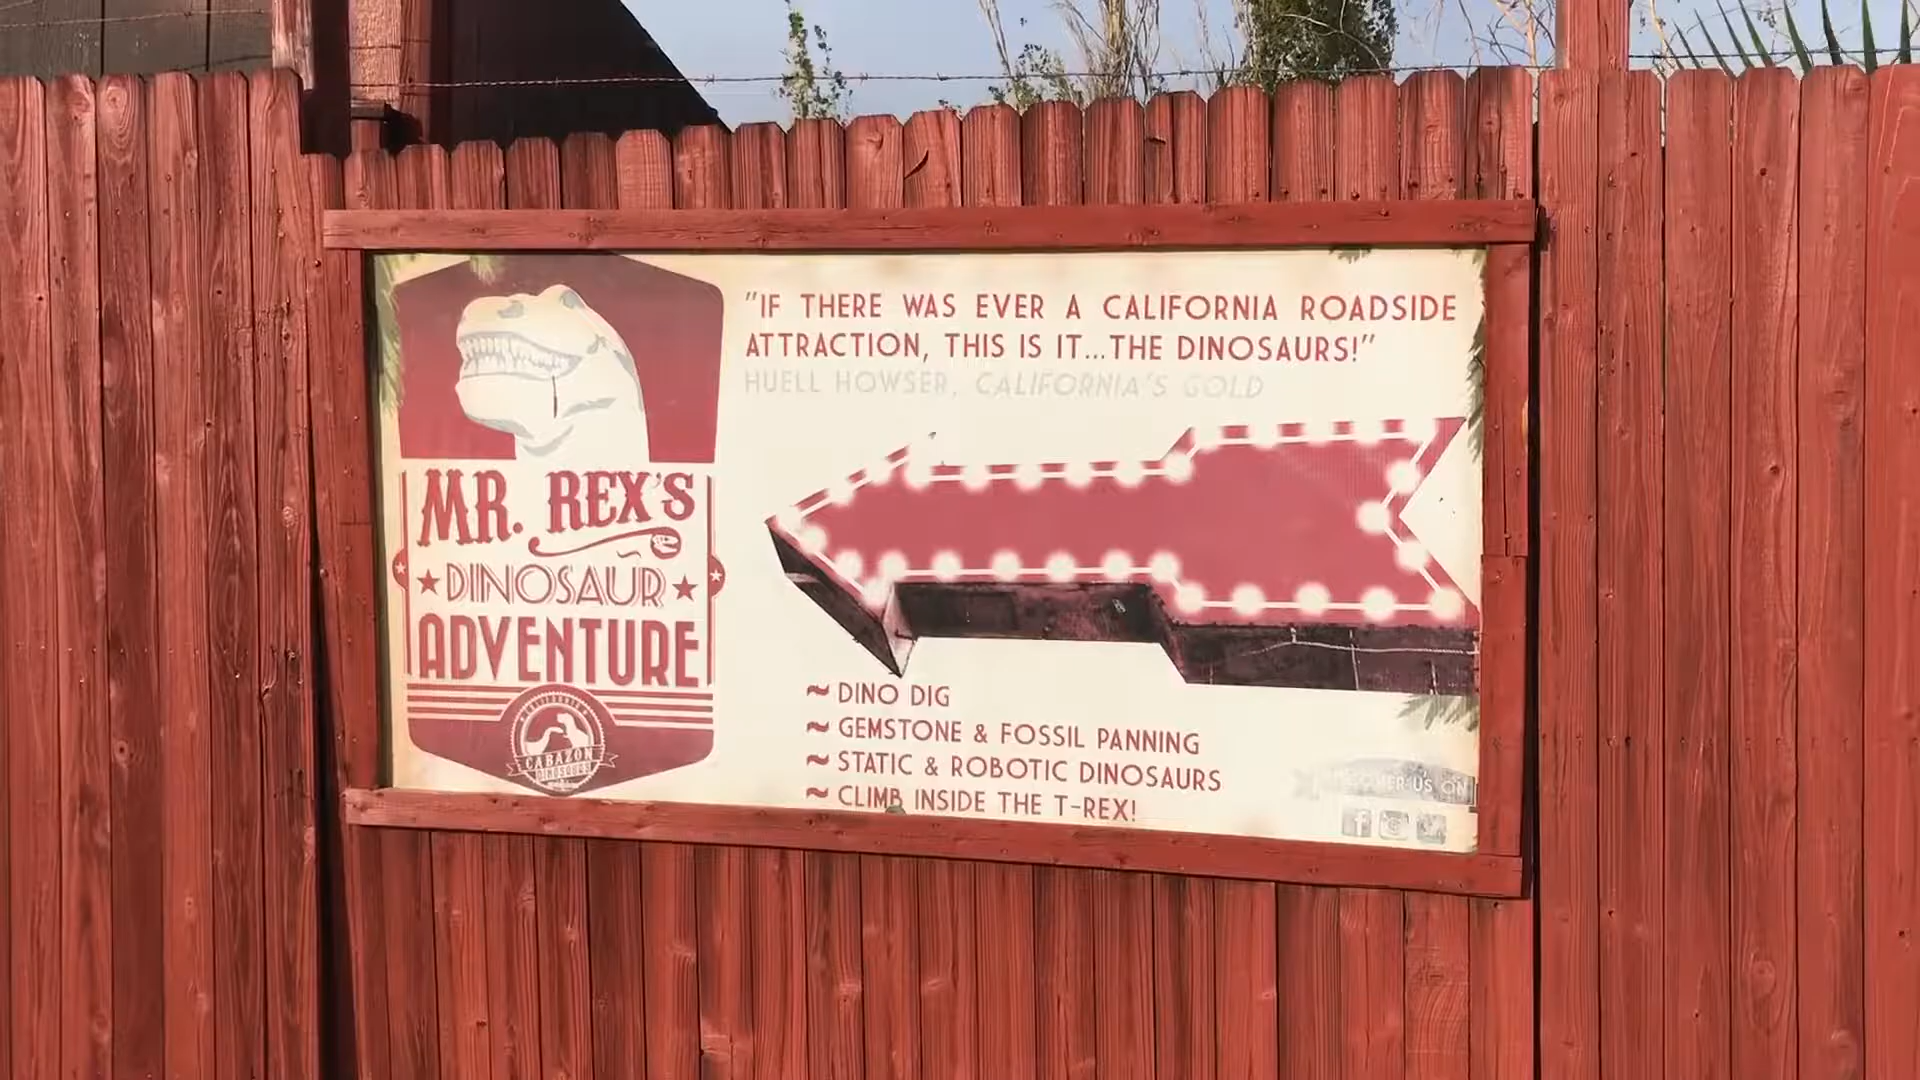 "IF THERE WAS EVER A CALIFORNIA ROADSIDE
ATTRACTION, THIS IS IT...THE DINOSAURS!"
HUELL HOWSER, CALIFORNIA'S GOLD
MR. REX'S
DINOSAUR
ADVENTURE
CABAZON
DINOSAURS
~ DINO DIG
~ GEMSTONE & FOSSIL PANNING
~ STATIC & ROBOTIC DINOSAURS
~ CLIMB INSIDE THE T-REX!
US ON